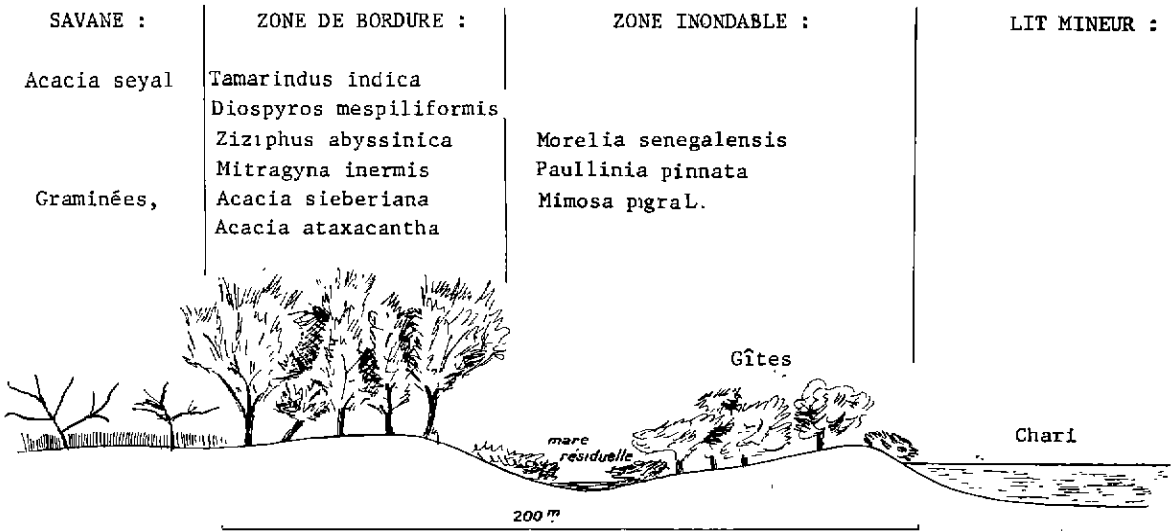 SAVANE :
ZONE DE BORDURE :
ZONE INONDABLE :
LIT MINEUR :
Acacia seyal
Graminées,
Tamarindus indica
Diospyros mespiliformis
Ziziphus abyssinica
Mitragyna inermis
Acacia sieberiana
Acacia ataxacantha
Morelia senegalensis
Paullinia pinnata
Mimosa pigraL.
Gîtes
mare
résiduelle
Chari
200 m